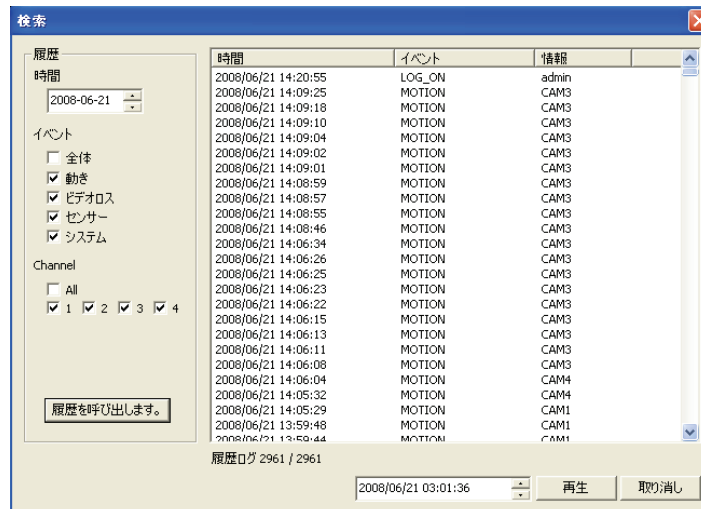 検索
履歴
時間
2008-06-21
イベント
全体
動き
ビデオロス
センサー
システム
Channel
All
1 2 3 4
履歴を呼び出します。
時間 イベント 情報
2008/06/21 14:20:55 LOG_ON admin
2008/06/21 14:09:25 MOTION CAM3
2008/06/21 14:09:18 MOTION CAM3
2008/06/21 14:09:10 MOTION CAM3
2008/06/21 14:09:04 MOTION CAM3
2008/06/21 14:09:02 MOTION CAM3
2008/06/21 14:09:01 MOTION CAM3
2008/06/21 14:08:59 MOTION CAM3
2008/06/21 14:08:57 MOTION CAM3
2008/06/21 14:08:55 MOTION CAM3
2008/06/21 14:08:46 MOTION CAM3
2008/06/21 14:06:34 MOTION CAM3
2008/06/21 14:06:26 MOTION CAM3
2008/06/21 14:06:25 MOTION CAM3
2008/06/21 14:06:23 MOTION CAM3
2008/06/21 14:06:22 MOTION CAM3
2008/06/21 14:06:15 MOTION CAM3
2008/06/21 14:06:13 MOTION CAM3
2008/06/21 14:06:11 MOTION CAM3
2008/06/21 14:06:08 MOTION CAM3
2008/06/21 14:06:04 MOTION CAM4
2008/06/21 14:05:32 MOTION CAM4
2008/06/21 14:05:29 MOTION CAM1
2008/06/21 13:59:48 MOTION CAM1
2008/06/21 13:59:44 MOTION CAM1
履歴ログ 2961 / 2961
2008/06/21 03:01:36 再生 取り消し